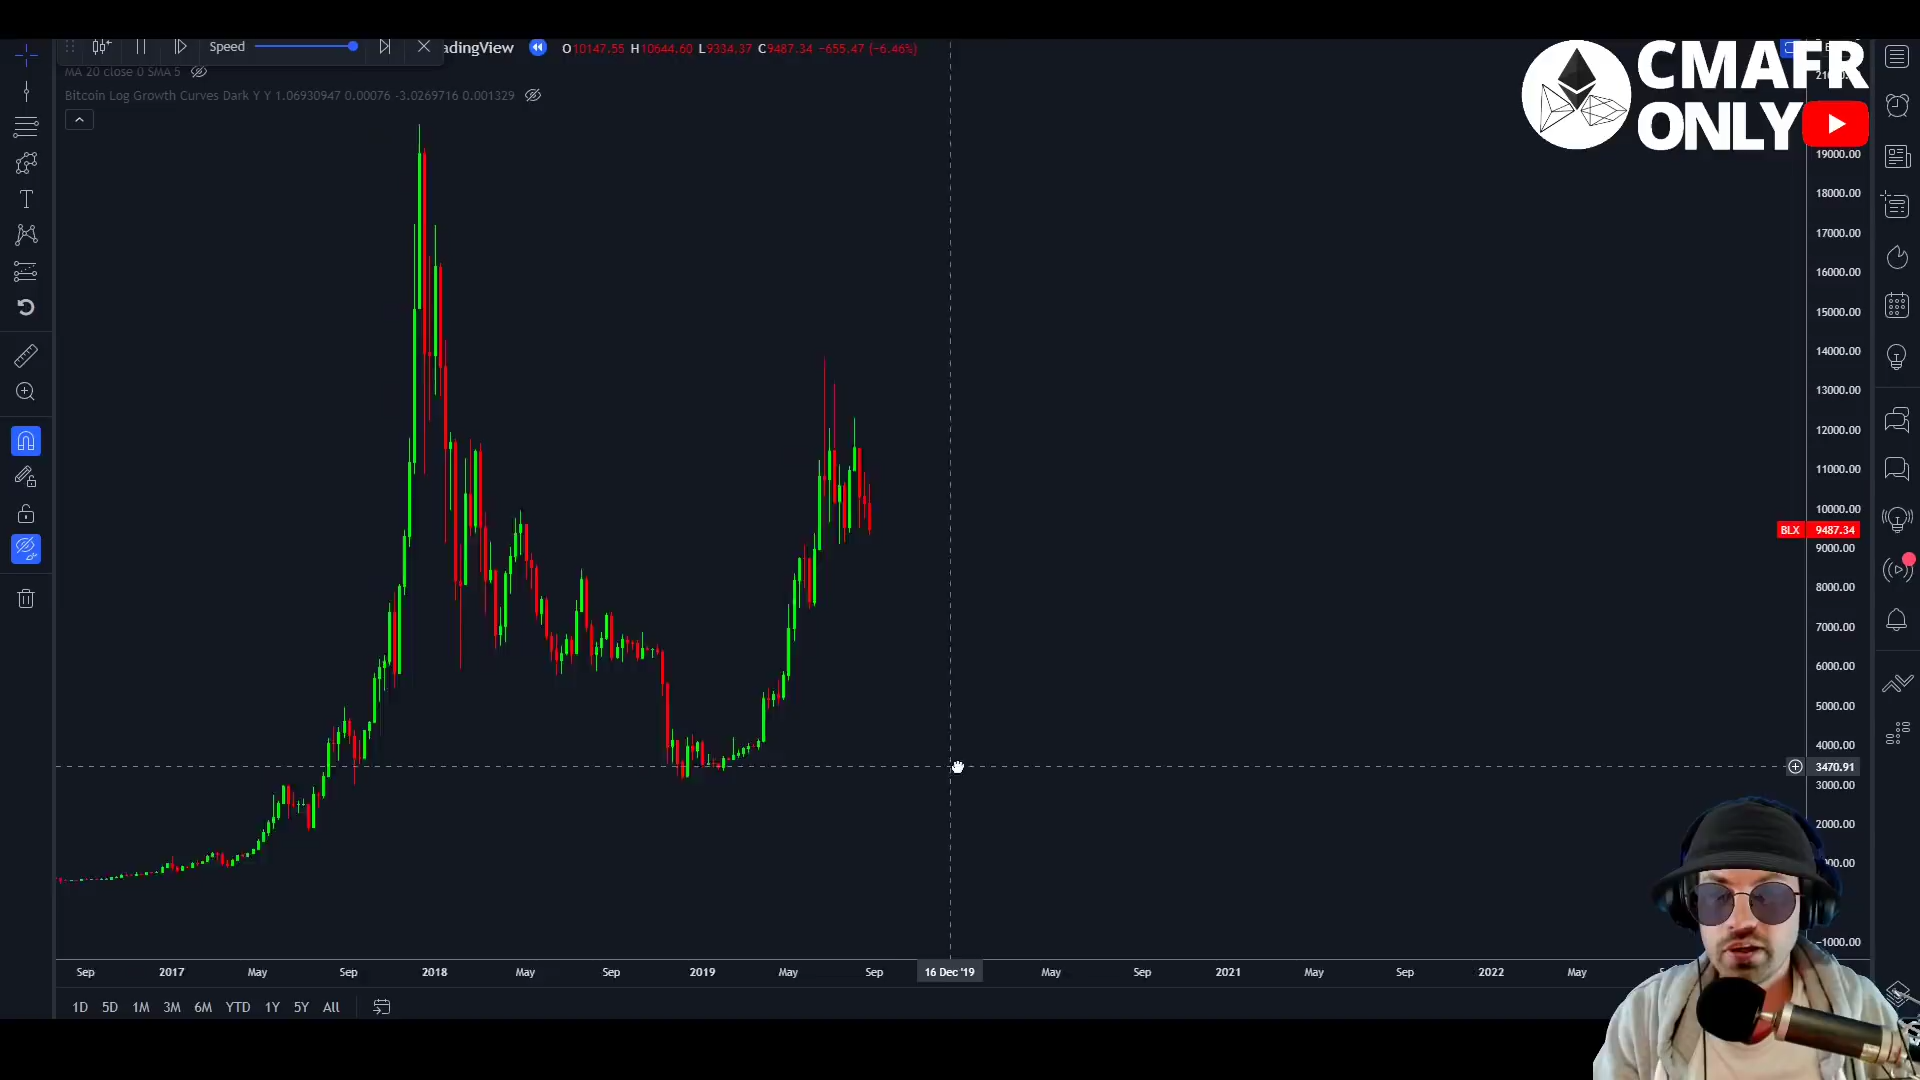 Speed
adingView
O10147.55 H10644.60 L9334.37 C9487.34 −655.47 (−6.46%)
MA 20 close 0 SMA 5
Bitcoin Log Growth Curves Dark Y Y 1.06930947 0.00076 -3.0269716 0.001329
CMAFR
ONLY
19000.00
18000.00
17000.00
16000.00
15000.00
14000.00
13000.00
12000.00
11000.00
10000.00
BLX 9487.34
9000.00
8000.00
7000.00
6000.00
5000.00
4000.00
3470.91
3000.00
2000.00
00.00
−1000.00
Sep 2017 May Sep 2018 May Sep 2019 May Sep 16 Dec '19 May Sep 2021 May Sep 2022 May
1D 5D 1M 3M 6M YTD 1Y 5Y All